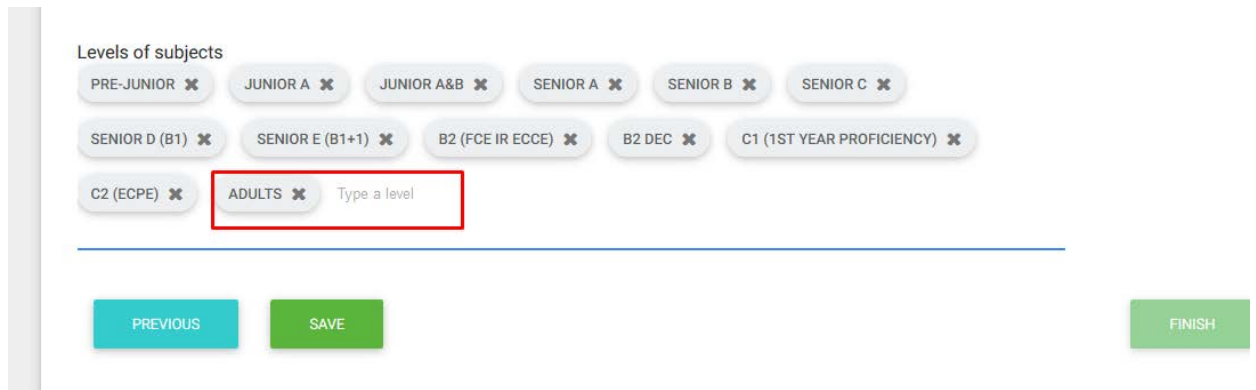 Levels of subjects
PRE-JUNIOR ✖ JUNIOR A ✖ JUNIOR A&B ✖ SENIOR A ✖ SENIOR B ✖ SENIOR C ✖
SENIOR D (B1) ✖ SENIOR E (B1+1) ✖ B2 (FCE IR ECCE) ✖ B2 DEC ✖ C1 (1ST YEAR PROFICIENCY) ✖
C2 (ECPE) ✖ ADULTS ✖ Type a level
PREVIOUS SAVE FINISH